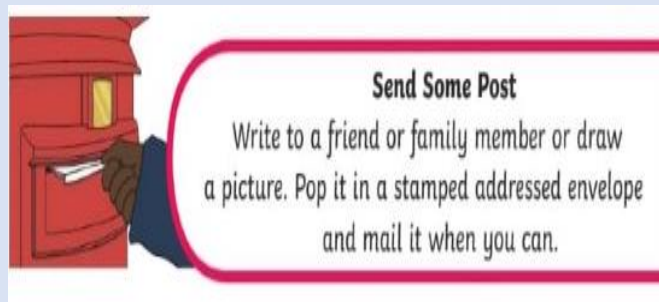 Send Some Post
Write to a friend or family member or draw
a picture. Pop it in a stamped addressed envelope
and mail it when you can.